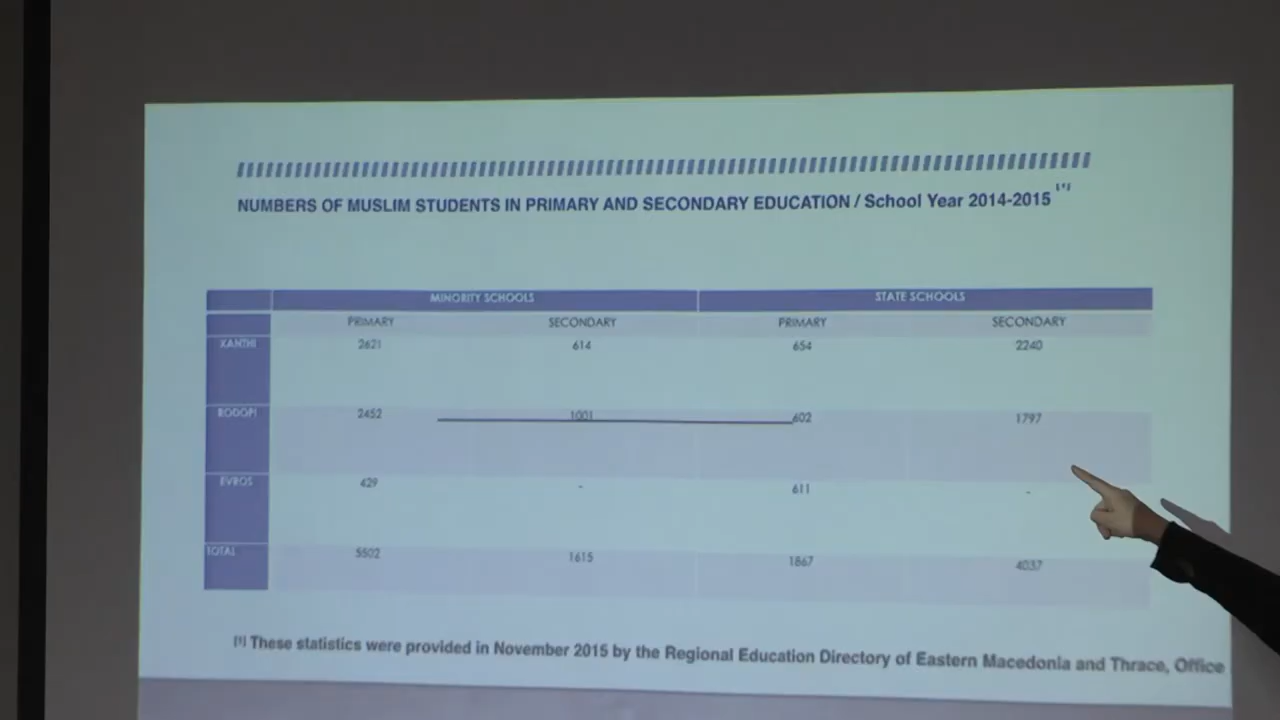 NUMBERS OF MUSLIM STUDENTS IN PRIMARY AND SECONDARY EDUCATION / School Year 2014-2015 [1]
MINORITY SCHOOLS STATE SCHOOLS
PRIMARY SECONDARY PRIMARY SECONDARY
XANTHI 2621 614 654 2240
RODOPI 2452 1001 602 1797
EVROS 429 - 611 -
TOTAL 5502 1615 1867 4037
[1] These statistics were provided in November 2015 by the Regional Education Directory of Eastern Macedonia and Thrace, Office